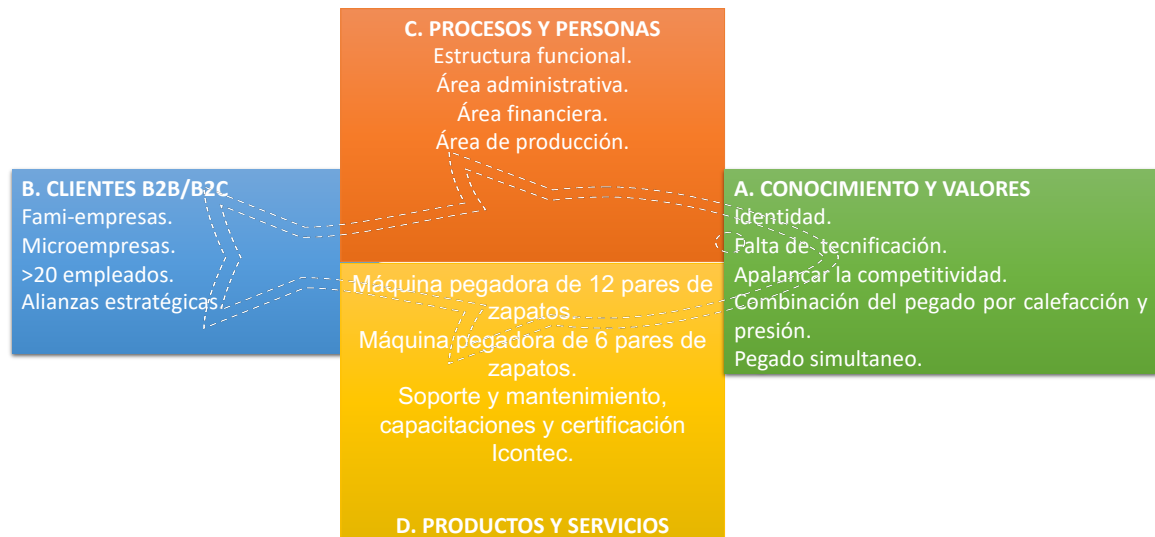 C. PROCESOS Y PERSONAS
Estructura funcional.
Área administrativa.
Área financiera.
Área de producción.
B. CLIENTES B2B/B2C
Fami-empresas.
Microempresas.
>20 empleados.
Alianzas estratégicas.
A. CONOCIMIENTO Y VALORES
Identidad.
Falta de tecnificación.
Apalancar la competitividad.
Combinación del pegado por calefacción y
presión.
Pegado simultaneo.
Máquina pegadora de 12 pares de
zapatos.
Máquina pegadora de 6 pares de
zapatos.
Soporte y mantenimiento,
capacitaciones y certificación
Icontec.
D. PRODUCTOS Y SERVICIOS